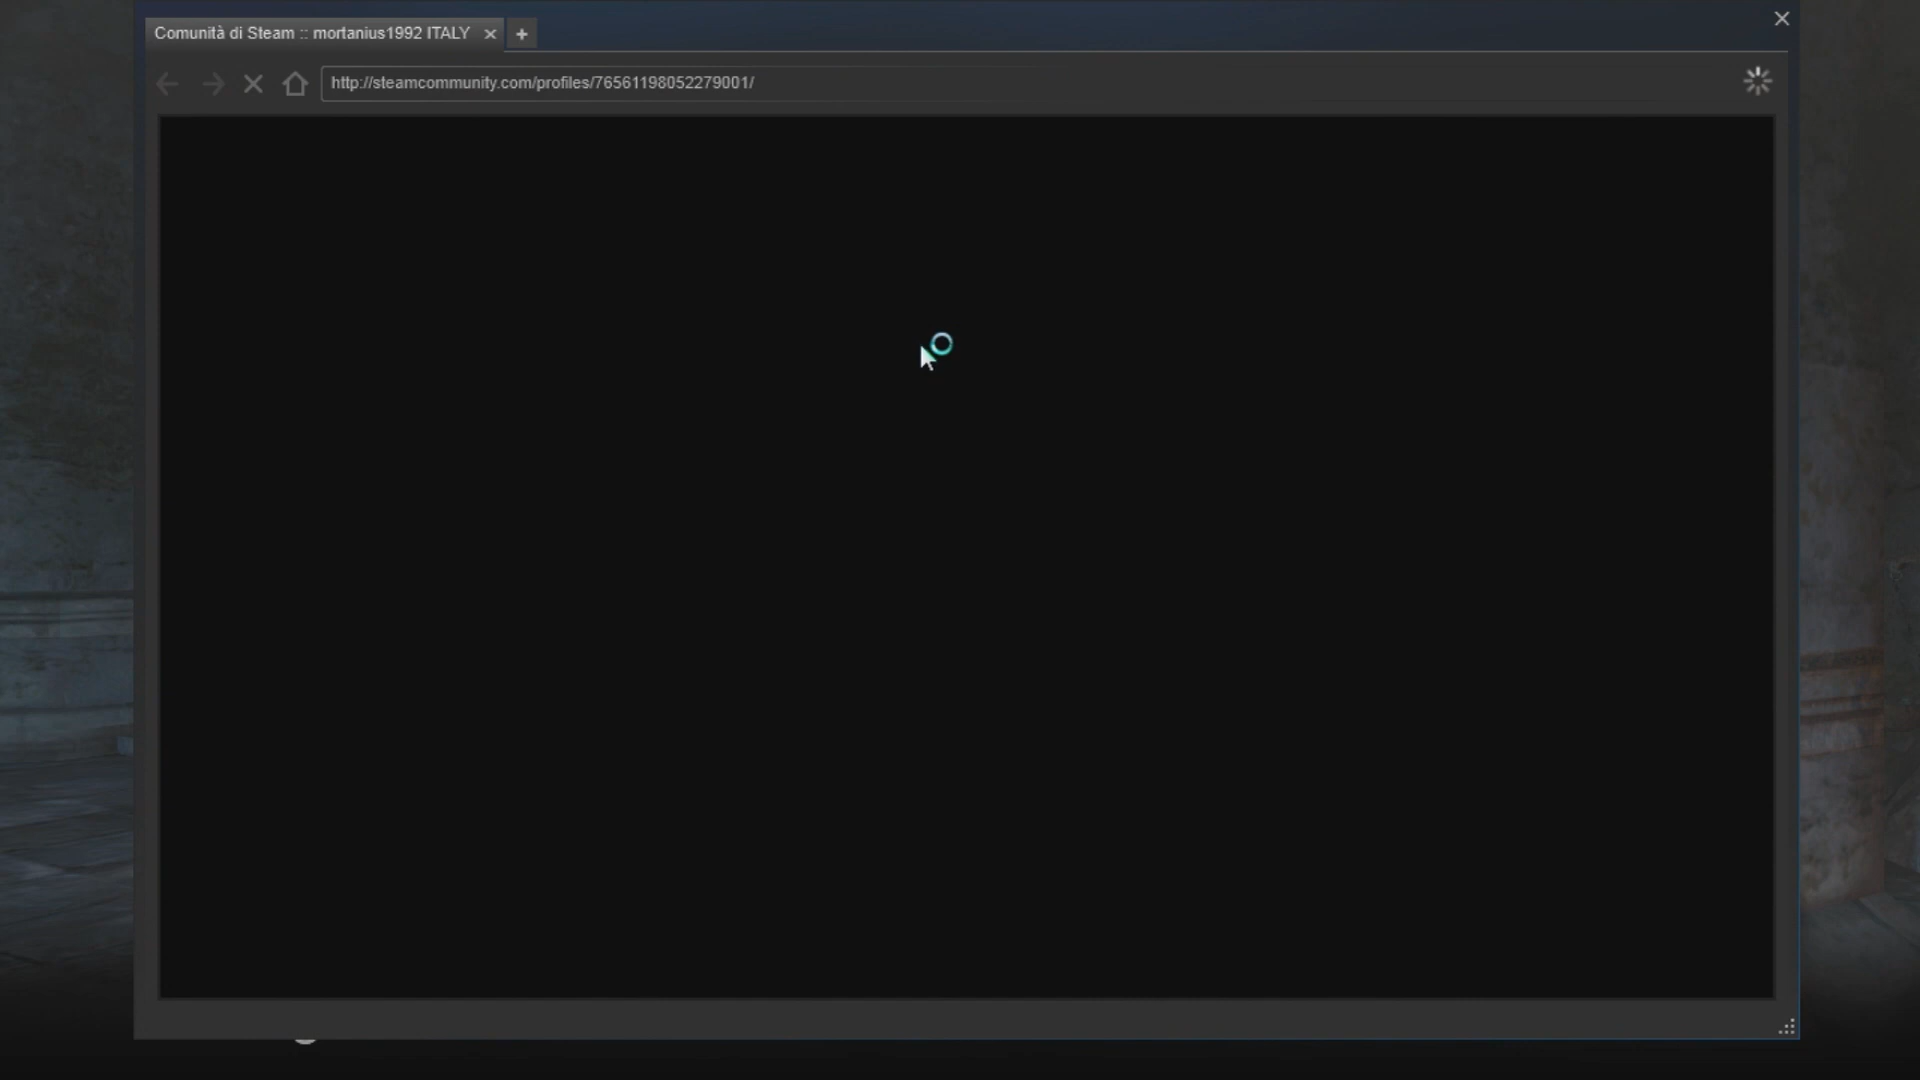 Comunità di Steam :: mortanius1992 ITALY
http://steamcommunity.com/profiles/76561198052279001/